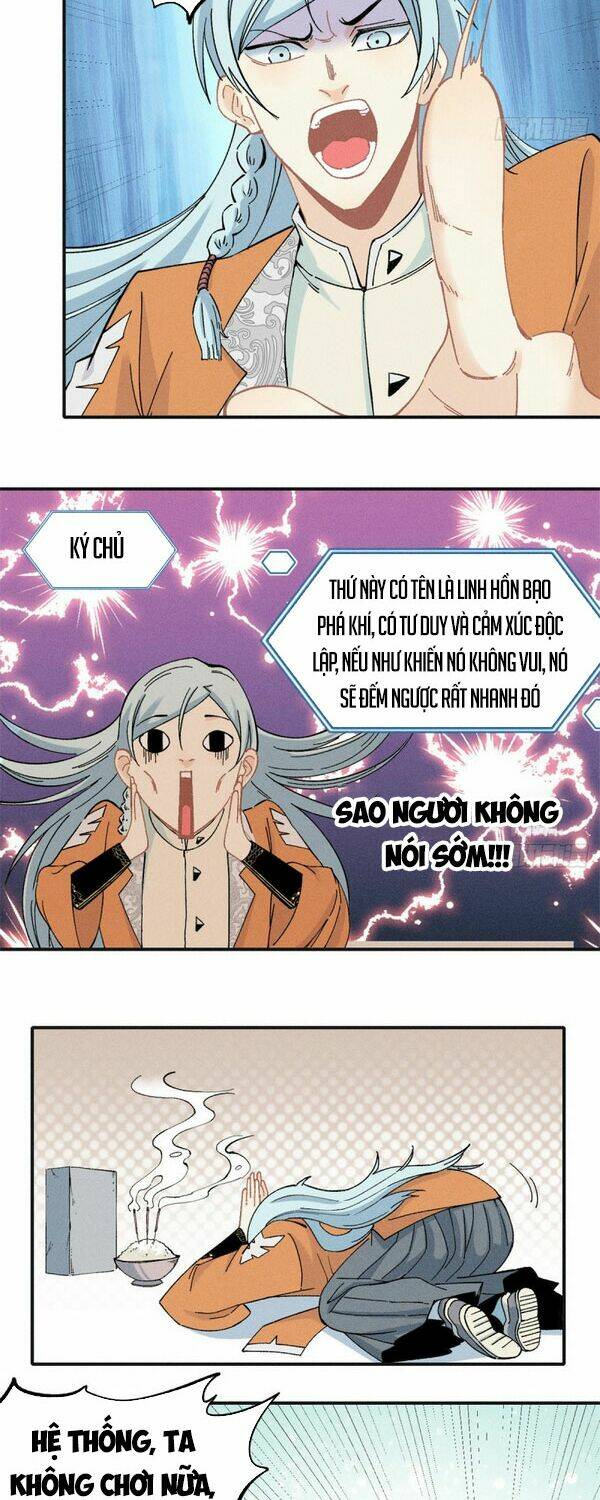 KÝ CHỦ
THỨ NÀY CÓ TÊN LÀ LINH HỒN BẠO
PHÁ KHÍ, CÓ TƯ DUY VÀ CẢM XÚC ĐỘC
LẬP, NẾU NHƯ KHIẾN NÓ KHÔNG VUI, NÓ
SẼ ĐẾM NGƯỢC RẤT NHANH ĐÓ
SAO NGƯỜI KHÔNG
NÓI SỚM!!!
HỆ THỐNG, TA
KHÔNG CHƠI NỮA,